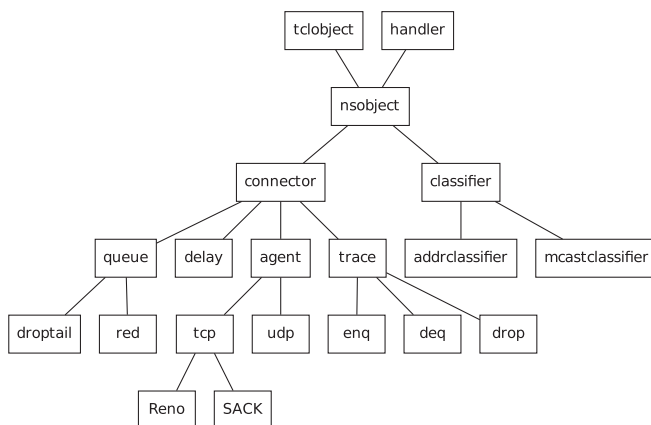 tclobject
handler
nsobject
connector
classifier
queue
delay
agent
trace
addrclassifier
mcastclassifier
droptail
red
tcp
udp
enq
deq
drop
Reno
SACK